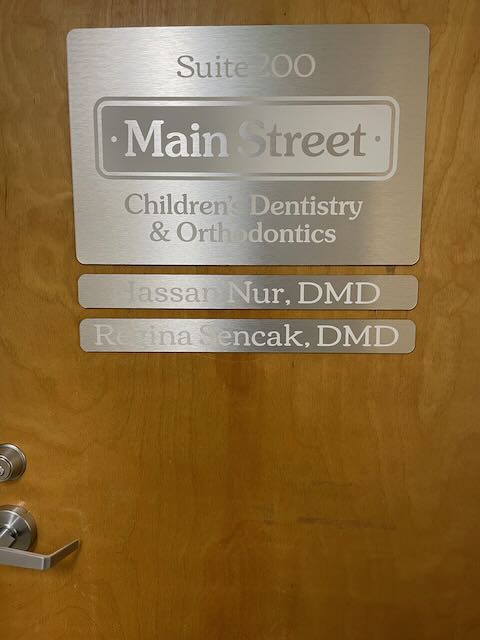 Suite 200
· Main Street ·
Children's Dentistry
& Orthodontics
Hassan Nur, DMD
Regina Sencak, DMD